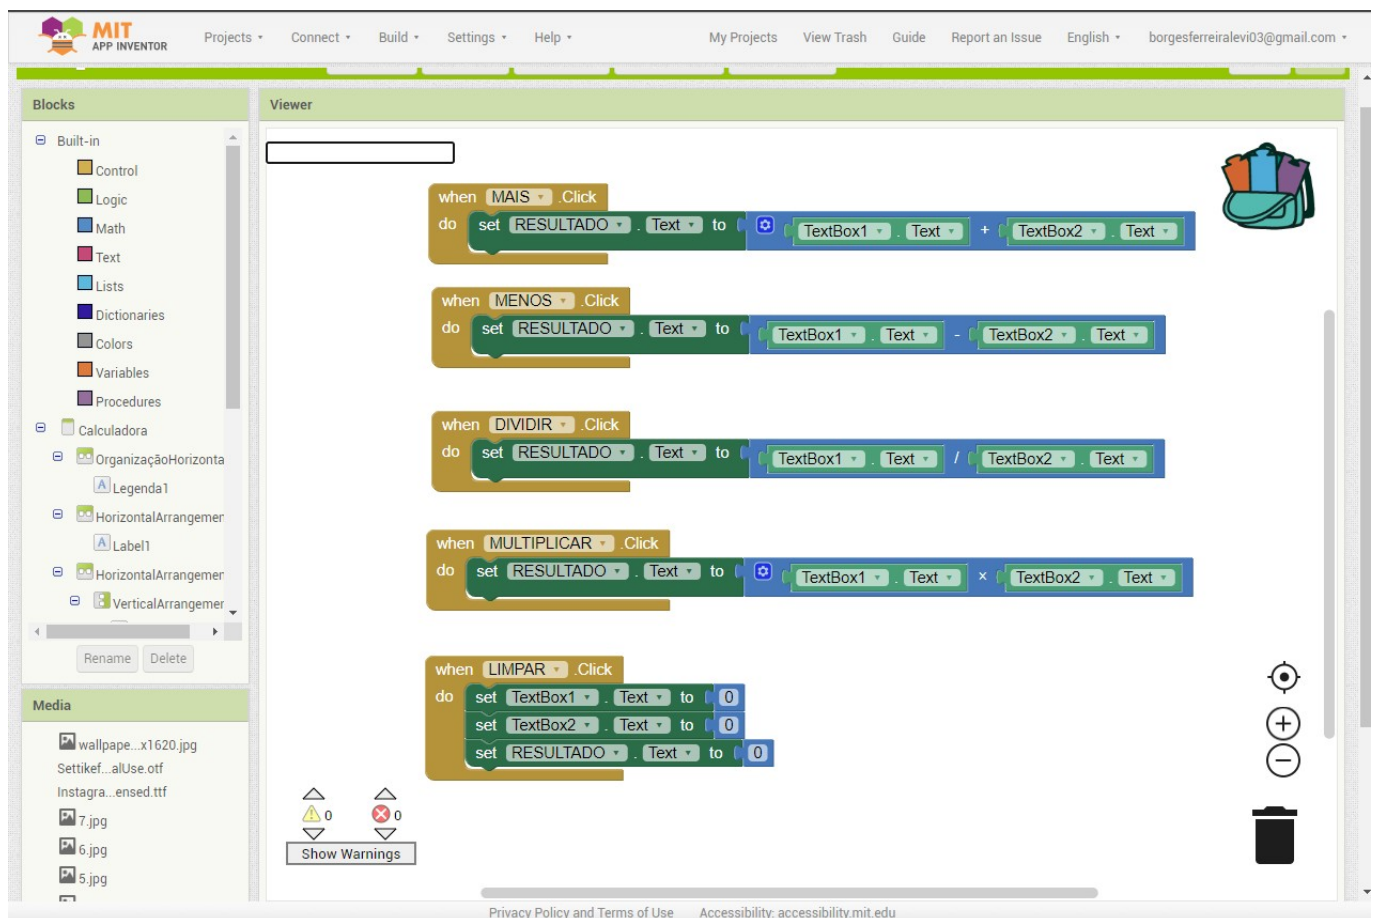 MIT
APP INVENTOR
Projects Connect Build Settings Help My Projects View Trash Guide Report an Issue English borgesferreiralevi03@gmail.com
Blocks
Built-in
Control
Logic
Math
Text
Lists
Dictionaries
Colors
Variables
Procedures
Calculadora
OrganizaçãoHorizonta
Legenda1
HorizontalArrangemer
Label1
HorizontalArrangemer
VerticalArrangemer
Rename Delete
Media
wallpape...x1620.jpg
Settikef...alUse.otf
Instagra...ensed.ttf
7.jpg
6.jpg
5.jpg
Viewer
when MAIS .Click
do set RESULTADO . Text to TextBox1 . Text + TextBox2 . Text
when MENOS .Click
do set RESULTADO . Text to TextBox1 . Text - TextBox2 . Text
when DIVIDIR .Click
do set RESULTADO . Text to TextBox1 . Text / TextBox2 . Text
when MULTIPLICAR .Click
do set RESULTADO . Text to TextBox1 . Text × TextBox2 . Text
when LIMPAR .Click
do set TextBox1 . Text to 0
set TextBox2 . Text to 0
set RESULTADO . Text to 0
0 0
Show Warnings
Privacy Policy and Terms of Use Accessibility: accessibility.mit.edu